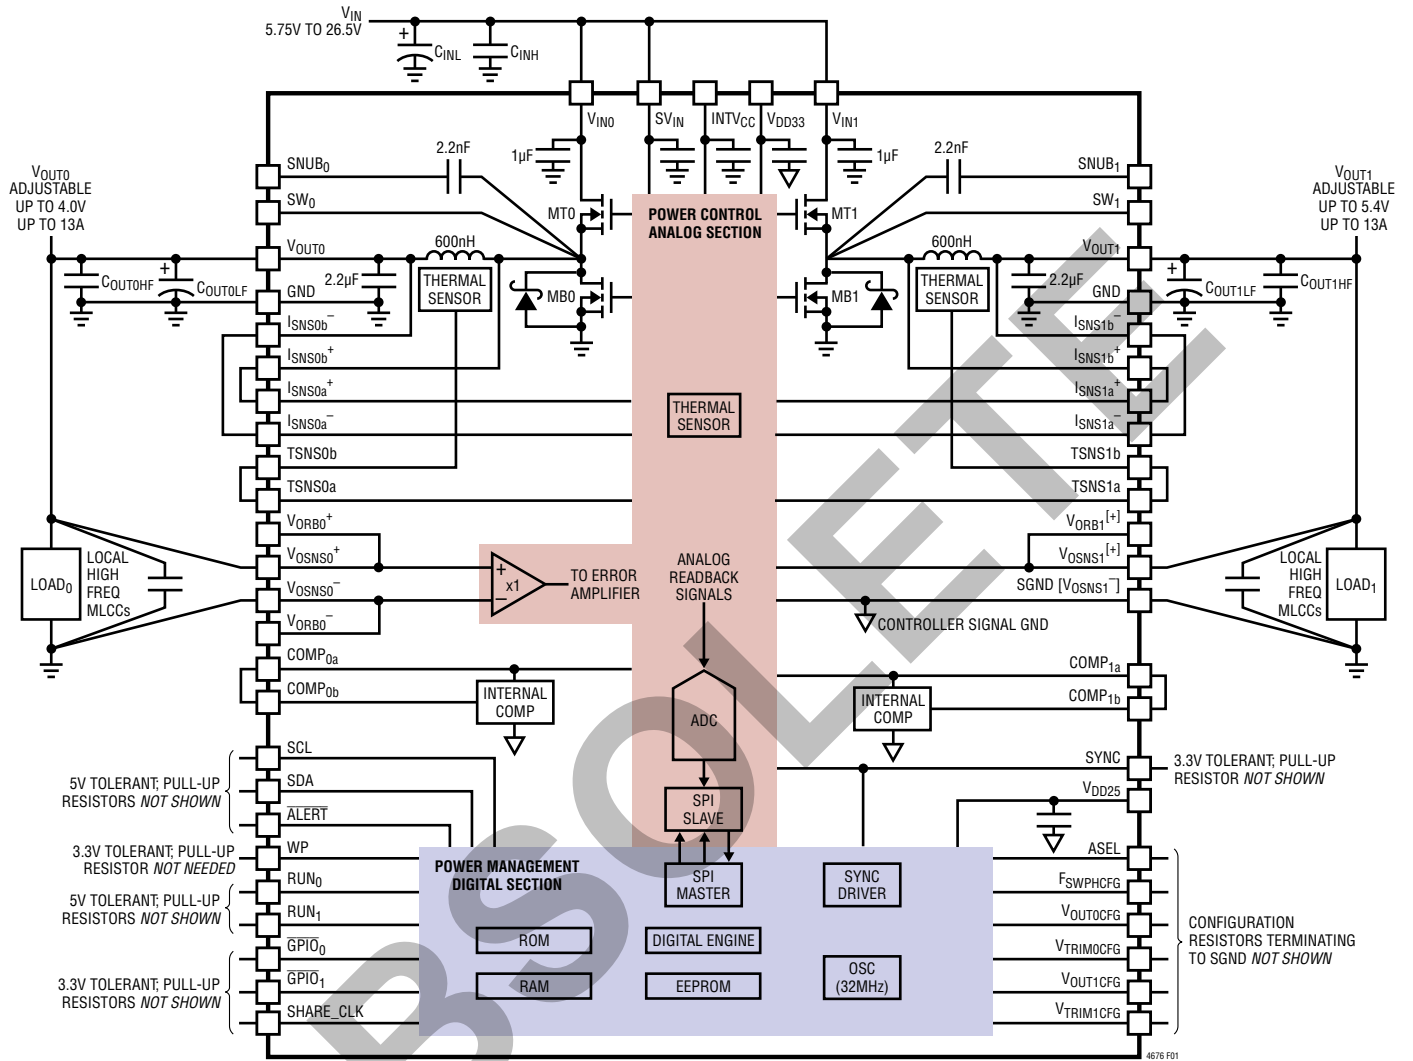 VIN
5.75V TO 26.5V
+
CINL
CINH
VIN0
SVIN
INTVCC
VDD33
VIN1
1µF
1µF
SNUB0
2.2nF
2.2nF
SNUB1
VOUT0
ADJUSTABLE
UP TO 4.0V
UP TO 13A
SW0
MT0
POWER CONTROL
ANALOG SECTION
MT1
SW1
VOUT1
ADJUSTABLE
UP TO 5.4V
UP TO 13A
VOUT0
600nH
600nH
VOUT1
COUT0HF
+
COUT0LF
GND
2.2µF
THERMAL
SENSOR
MB0
MB1
THERMAL
SENSOR
2.2µF
GND
+
COUT1LF
COUT1HF
ISNS0b–
ISNS1b–
ISNS0b+
ISNS1b+
ISNS0a+
THERMAL
SENSOR
ISNS1a+
ISNS0a–
ISNS1a–
TSNS0b
TSNS1b
TSNS0a
TSNS1a
VORB0+
VORB1[+]
VOSNS0+
VOSNS1[+]
LOAD0
LOCAL
HIGH
FREQ
MLCCs
+
x1
–
TO ERROR
AMPLIFIER
ANALOG
READBACK
SIGNALS
LOCAL
HIGH
FREQ
MLCCs
LOAD1
VOSNS0–
SGND [VOSNS1–]
VORB0–
CONTROLLER SIGNAL GND
COMP0a
COMP1a
COMP0b
INTERNAL
COMP
ADC
INTERNAL
COMP
COMP1b
5V TOLERANT; PULL-UP
RESISTORS NOT SHOWN
SCL
SDA
ALERT
SYNC
3.3V TOLERANT; PULL-UP
RESISTOR NOT SHOWN
VDD25
SPI
SLAVE
3.3V TOLERANT; PULL-UP
RESISTOR NOT NEEDED
WP
POWER MANAGEMENT
DIGITAL SECTION
SPI
MASTER
SYNC
DRIVER
ASEL
5V TOLERANT; PULL-UP
RESISTORS NOT SHOWN
RUN0
RUN1
FSWPHCFG
VOUT0CFG
CONFIGURATION
RESISTORS TERMINATING
TO SGND NOT SHOWN
ROM
DIGITAL ENGINE
3.3V TOLERANT; PULL-UP
RESISTORS NOT SHOWN
GPIO0
GPIO1
SHARE_CLK
RAM
EEPROM
OSC
(32MHz)
VTRIM0CFG
VOUT1CFG
VTRIM1CFG
4676 F01
BSOLETE